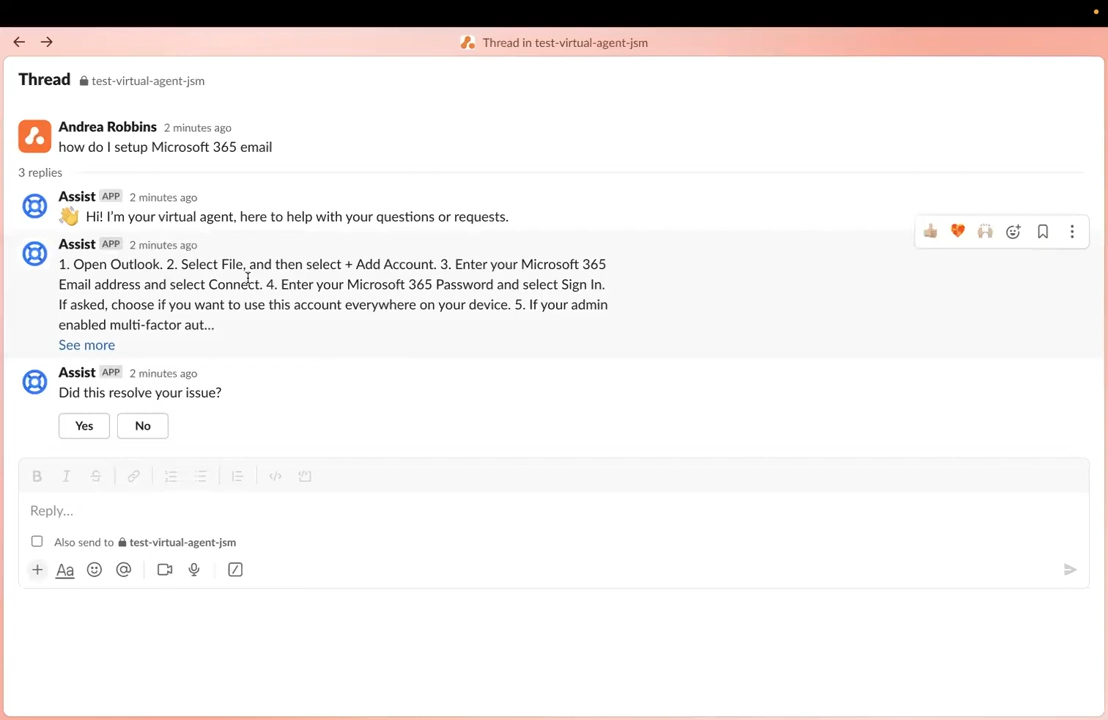 Thread in test-virtual-agent-jsm
Thread test-virtual-agent-jsm
Andrea Robbins 2 minutes ago
how do I setup Microsoft 365 email
3 replies
Assist APP 2 minutes ago
Hi! I'm your virtual agent, here to help with your questions or requests.
Assist APP 2 minutes ago
1. Open Outlook. 2. Select File, and then select + Add Account. 3. Enter your Microsoft 365
Email address and select Connect. 4. Enter your Microsoft 365 Password and select Sign In.
If asked, choose if you want to use this account everywhere on your device. 5. If your admin
enabled multi-factor aut...
See more
Assist APP 2 minutes ago
Did this resolve your issue?
Yes No
B I S
Reply...
Also send to test-virtual-agent-jsm
Aa